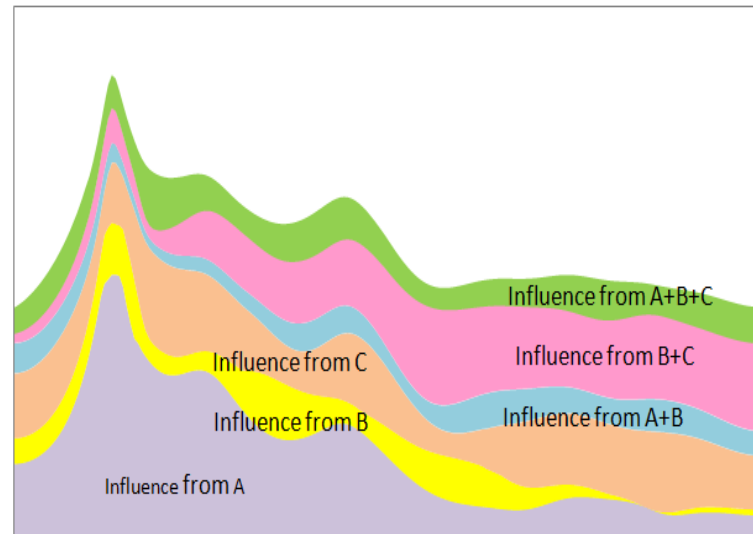 Influence from A+B+C
Influence from B+C
Influence from C
Influence from A+B
Influence from B
Influence from A